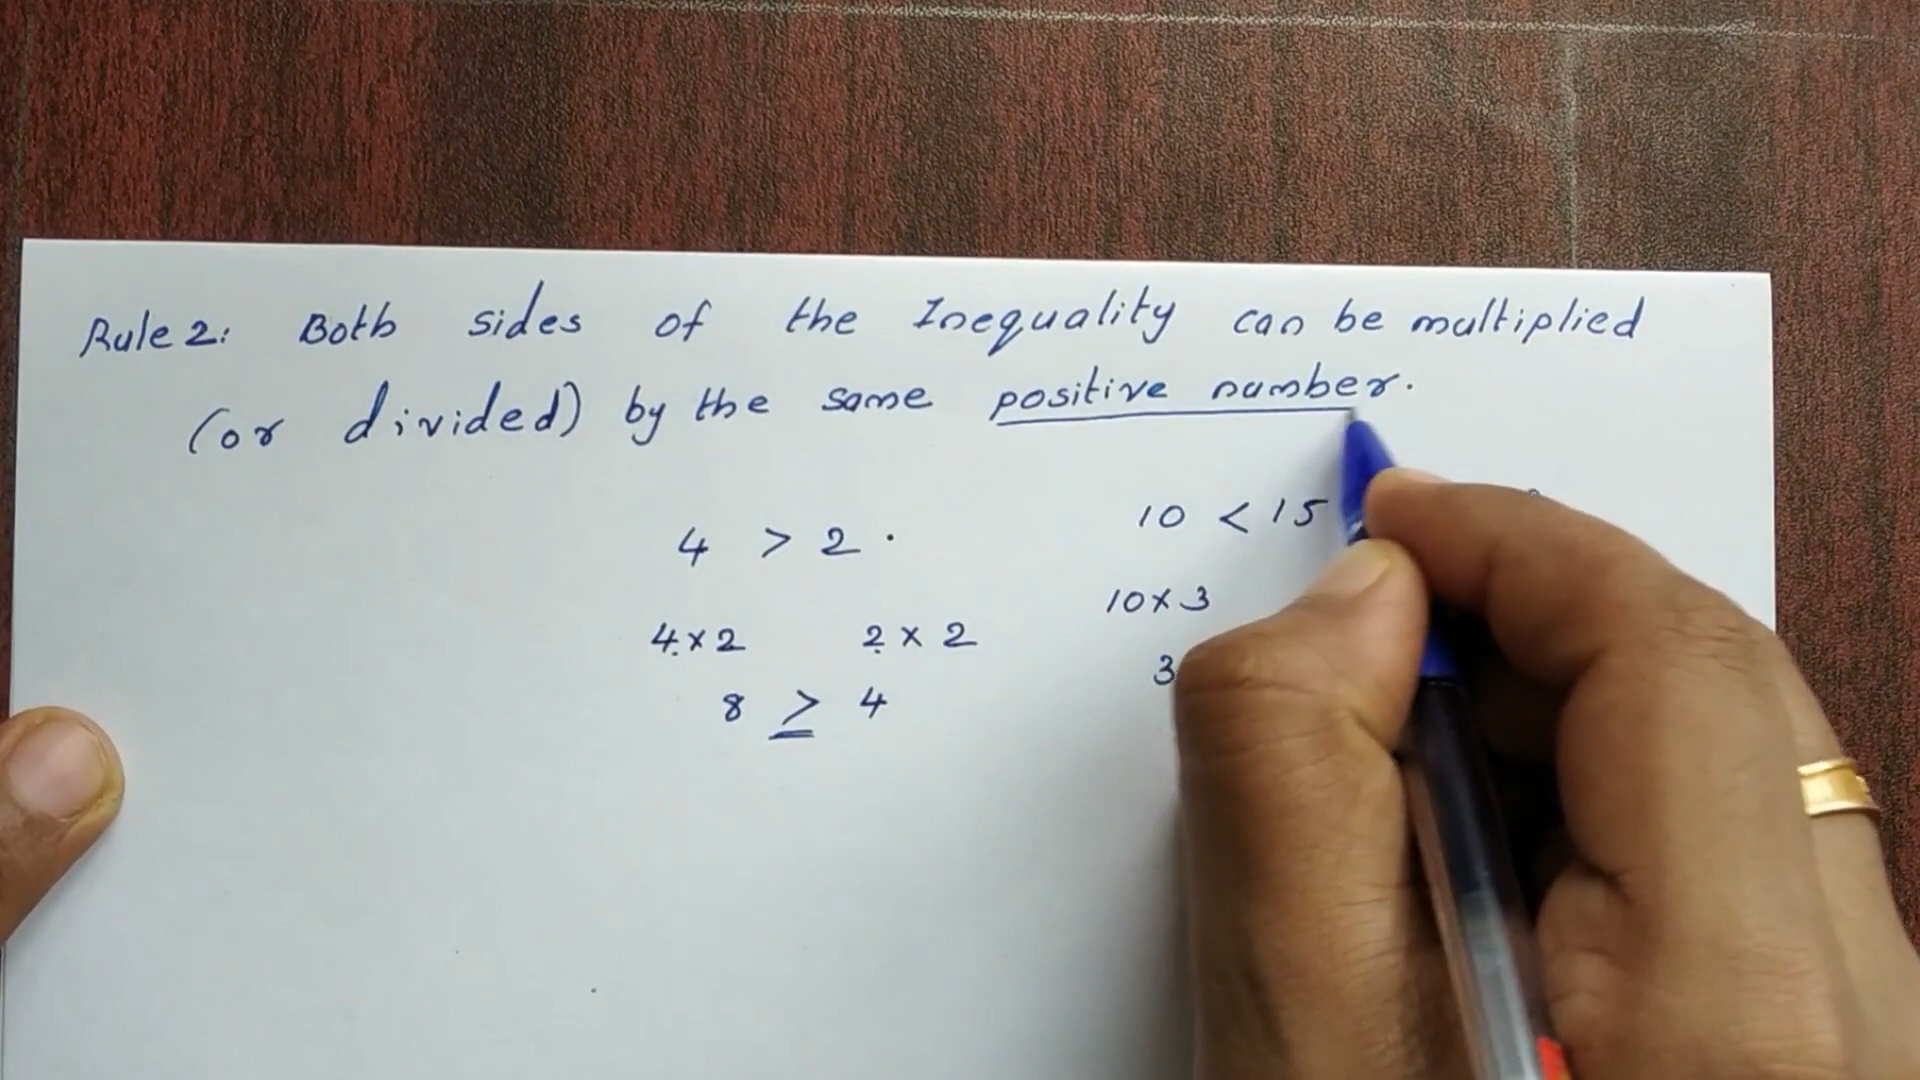 Rule 2: Both sides of the Inequality can be multiplied
(or divided) by the same positive number.
4 > 2 .
4 x 2 2 x 2
8 > 4
10 < 15
10 x 3
3